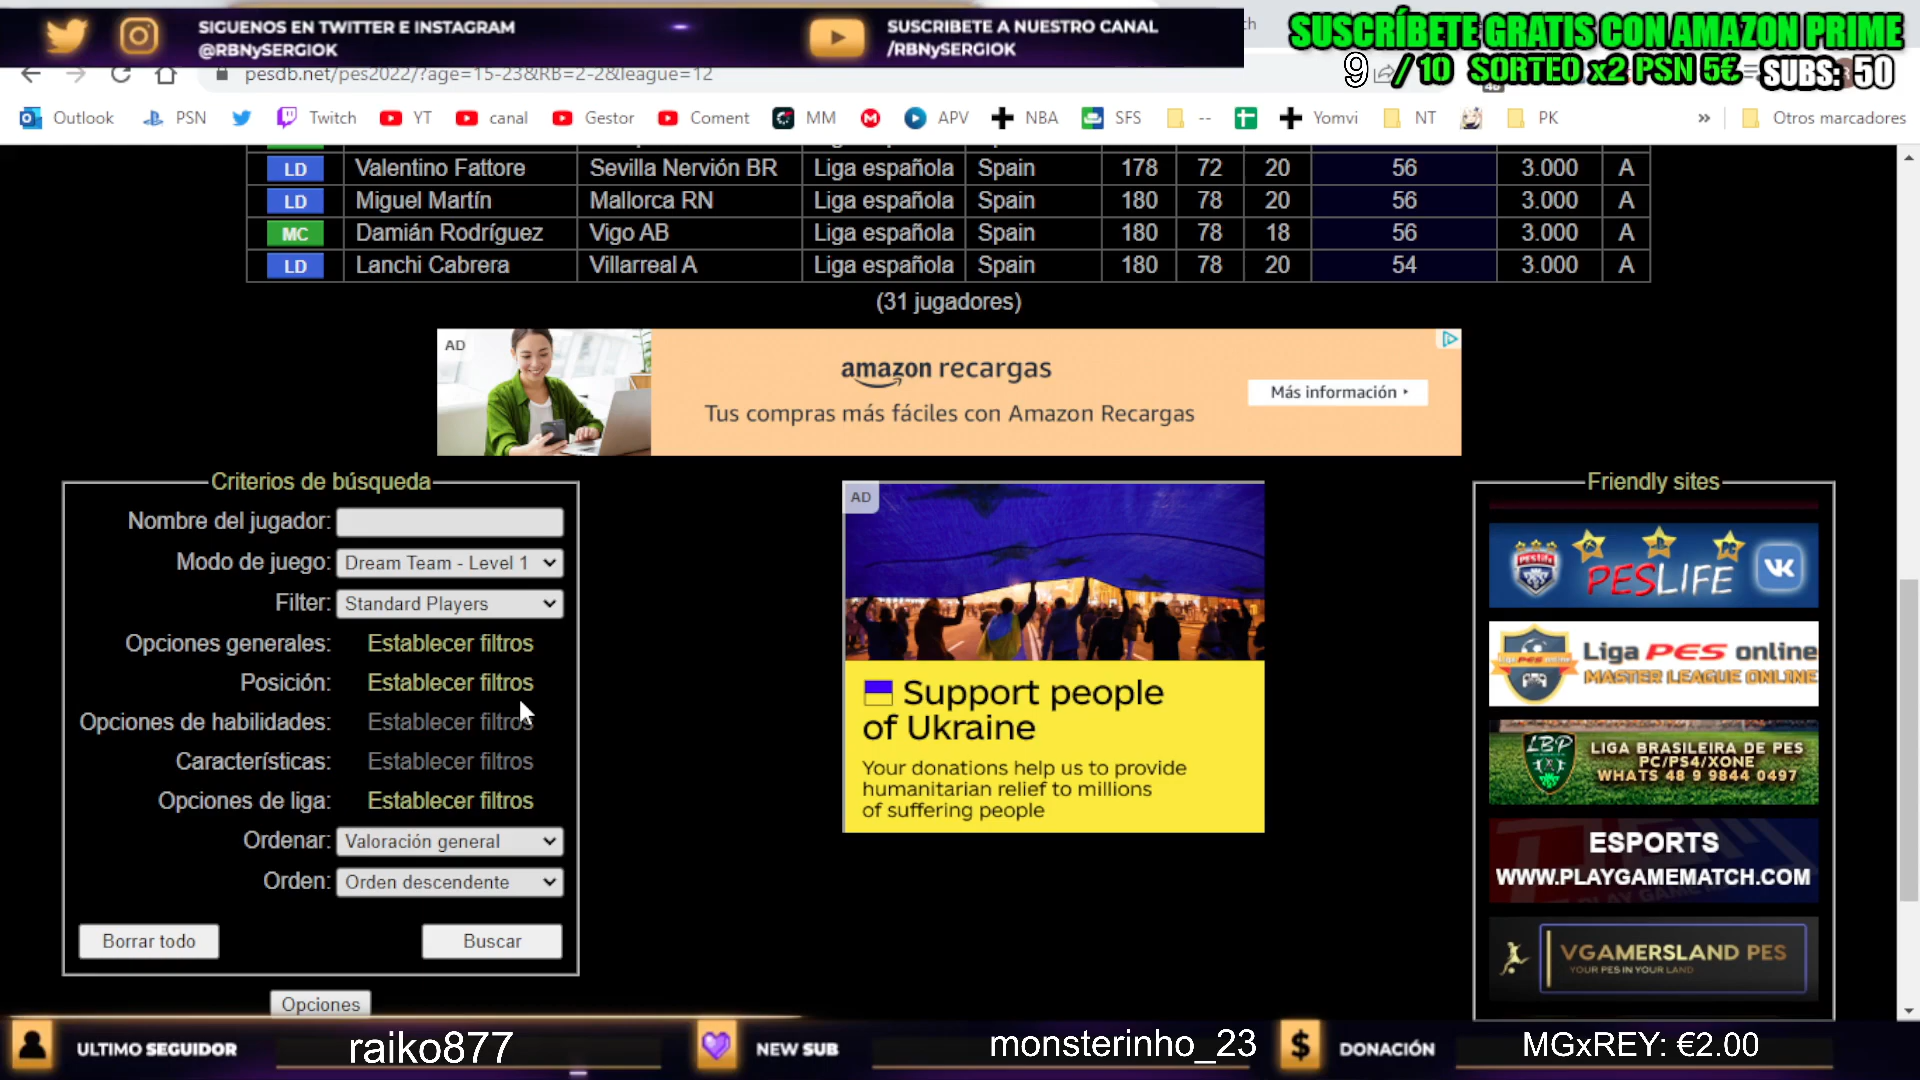 SIGUENOS EN TWITTER E INSTAGRAM
@RBNySERGIOK
SUSCRIBETE A NUESTRO CANAL
/RBNySERGIOK
SUSCRÍBETE GRATIS CON AMAZON PRIME
9 / 10 SORTEO x2 PSN 5€ SUBS: 50
pesdb.net/pes2022/?age=15-23&RB=2-2&league=12
Outlook PSN Twitch YT canal Gestor Coment MM APV NBA SFS -- Yomvi NT PK » Otros marcadores
LD Valentino Fattore Sevilla Nervión BR Liga española Spain 178 72 20 56 3.000 A
LD Miguel Martín Mallorca RN Liga española Spain 180 78 20 56 3.000 A
MC Damián Rodríguez Vigo AB Liga española Spain 180 78 18 56 3.000 A
LD Lanchi Cabrera Villarreal A Liga española Spain 180 78 20 54 3.000 A
(31 jugadores)
AD
amazon recargas
Tus compras más fáciles con Amazon Recargas
Más información
Criterios de búsqueda
Nombre del jugador:
Modo de juego: Dream Team - Level 1
Filter: Standard Players
Opciones generales: Establecer filtros
Posición: Establecer filtros
Opciones de habilidades: Establecer filtros
Características: Establecer filtros
Opciones de liga: Establecer filtros
Ordenar: Valoración general
Orden: Orden descendente
Borrar todo Buscar
Opciones
AD
Support people
of Ukraine
Your donations help us to provide
humanitarian relief to millions
of suffering people
Friendly sites
PESLIFE
Liga PES online
MASTER LEAGUE ONLINE
LBP
LIGA BRASILEIRA DE PES
PC/PS4/XONE
WHATS 48 9 9844 0497
ESPORTS
WWW.PLAYGAMEMATCH.COM
VGAMERSLAND PES
YOUR PES IN YOUR LAND
ULTIMO SEGUIDOR raiko877 NEW SUB monsterinho_23 DONACIÓN MGxREY: €2.00